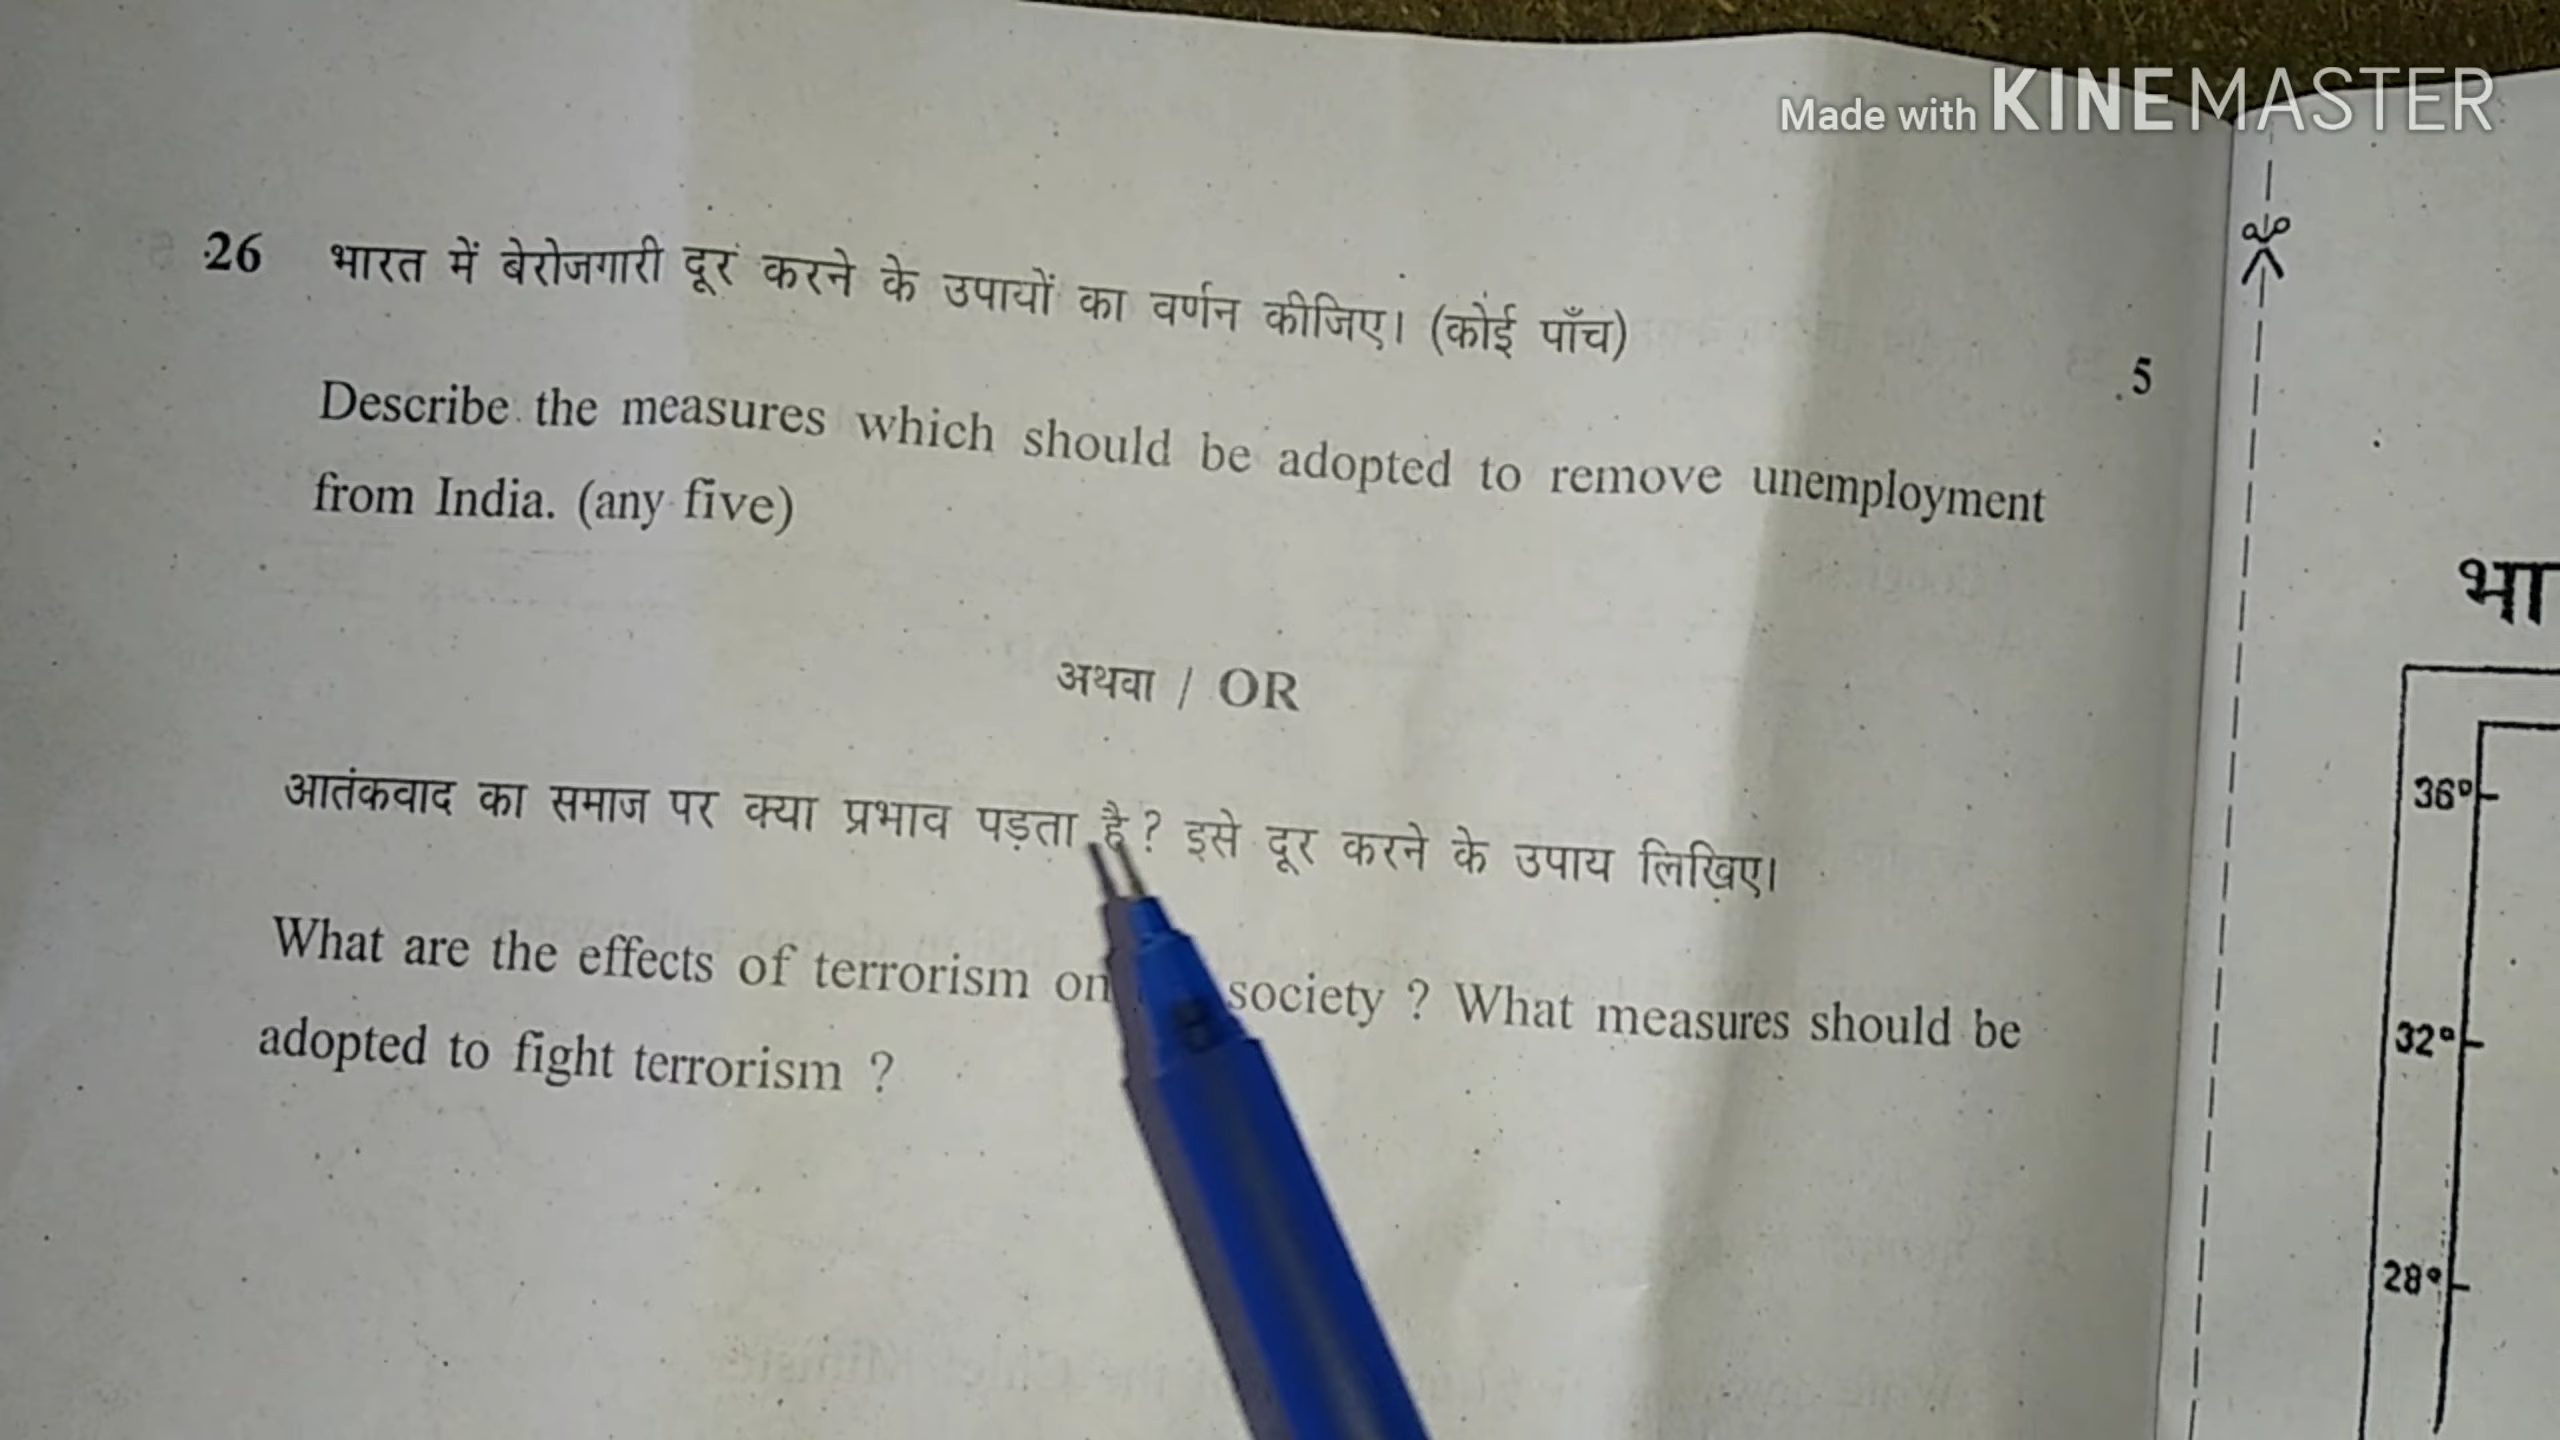 Made with KINEMASTER
26 भारत में बेरोजगारी दूर करने के उपायों का वर्णन कीजिए। (कोई पाँच)
5
Describe the measures which should be adopted to remove unemployment
from India. (any five)
अथवा / OR
आतंकवाद का समाज पर क्या प्रभाव पड़ता है? इसे दूर करने के उपाय लिखिए।
What are the effects of terrorism on society ? What measures should be
adopted to fight terrorism ?
36°
32°
28°